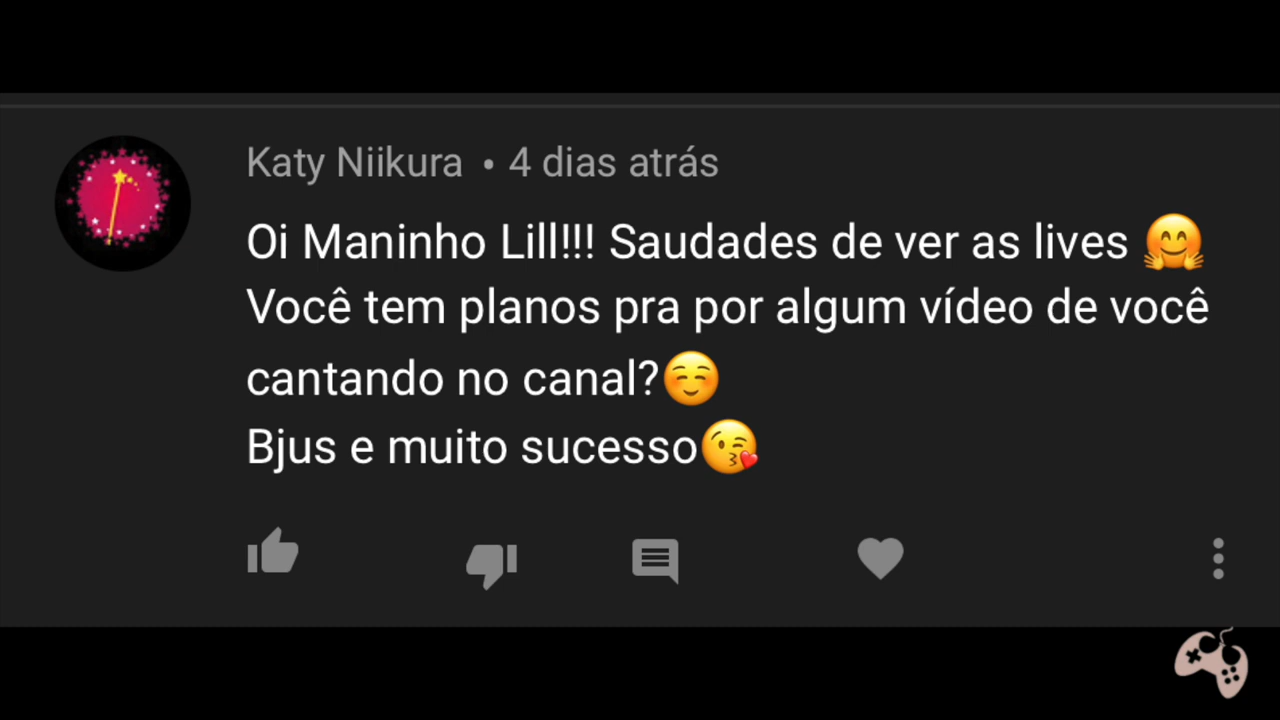 Katy Niikura • 4 dias atrás
Oi Maninho Lill!!! Saudades de ver as lives 🤗
Você tem planos pra por algum vídeo de você
cantando no canal?☺️
Bjus e muito sucesso😘